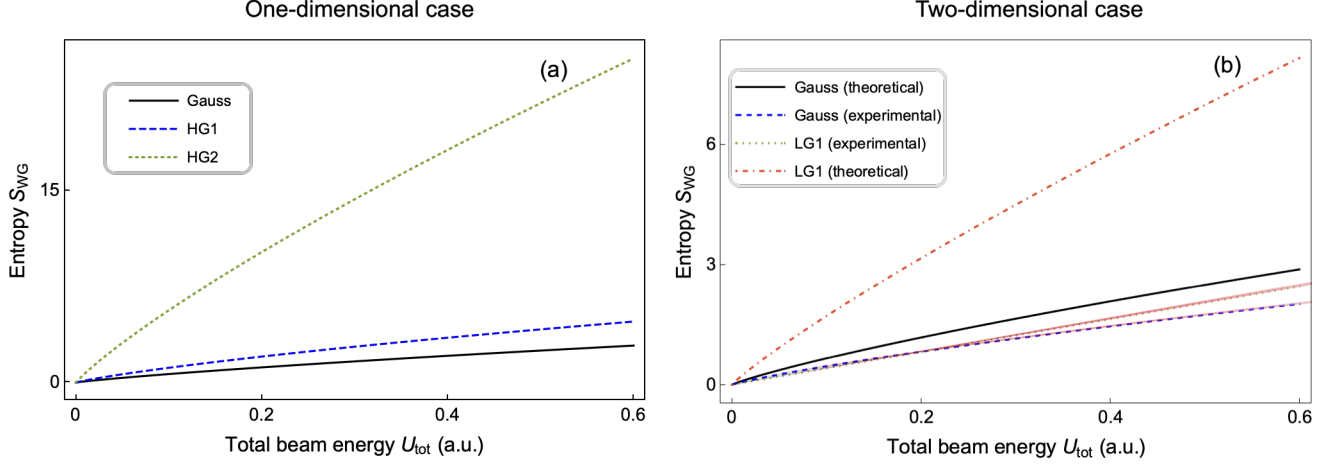 One-dimensional case
(a)
Gauss
HG1
HG2
15
0
Entropy S_WG
0
0.2
0.4
0.6
Total beam energy U_tot (a.u.)
Two-dimensional case
(b)
Gauss (theoretical)
Gauss (experimental)
LG1 (experimental)
LG1 (theoretical)
6
3
0
Entropy S_WG
0
0.2
0.4
0.6
Total beam energy U_tot (a.u.)